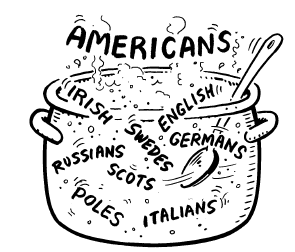 AMERICANS
IRISH
ENGLISH
SWEDES
GERMANS
RUSSIANS
SCOTS
POLES
ITALIANS